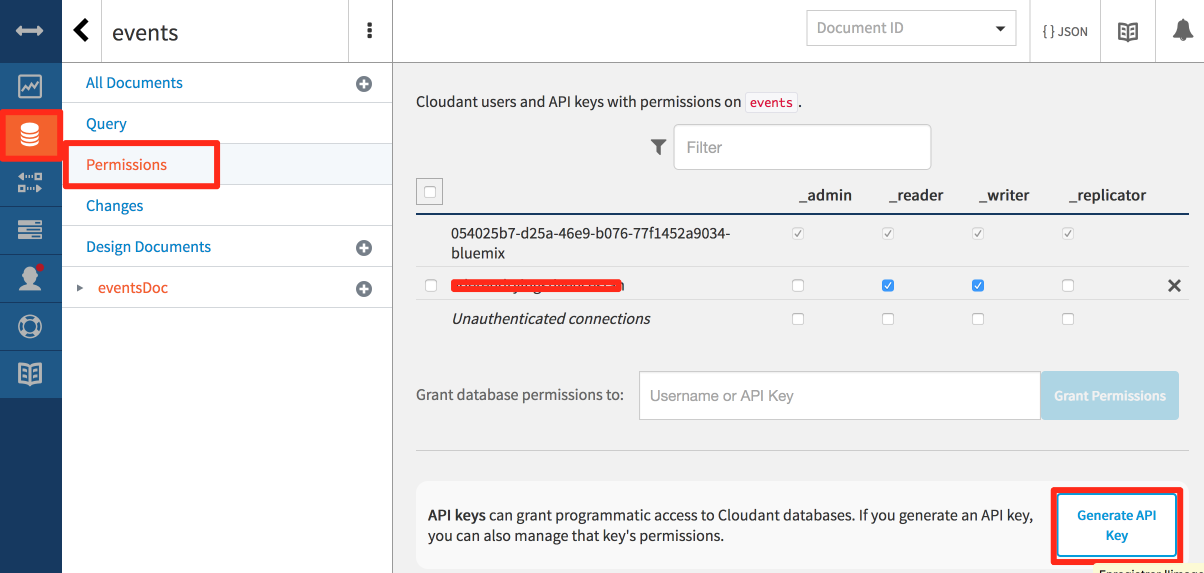 events
Document ID
{ } JSON
All Documents
Query
Permissions
Changes
Design Documents
eventsDoc
Cloudant users and API keys with permissions on events .
Filter
_admin _reader _writer _replicator
054025b7-d25a-46e9-b076-77f1452a9034-
bluemix
Unauthenticated connections
Grant database permissions to:
Username or API Key
Grant Permissions
API keys can grant programmatic access to Cloudant databases. If you generate an API key,
you can also manage that key's permissions.
Generate API
Key